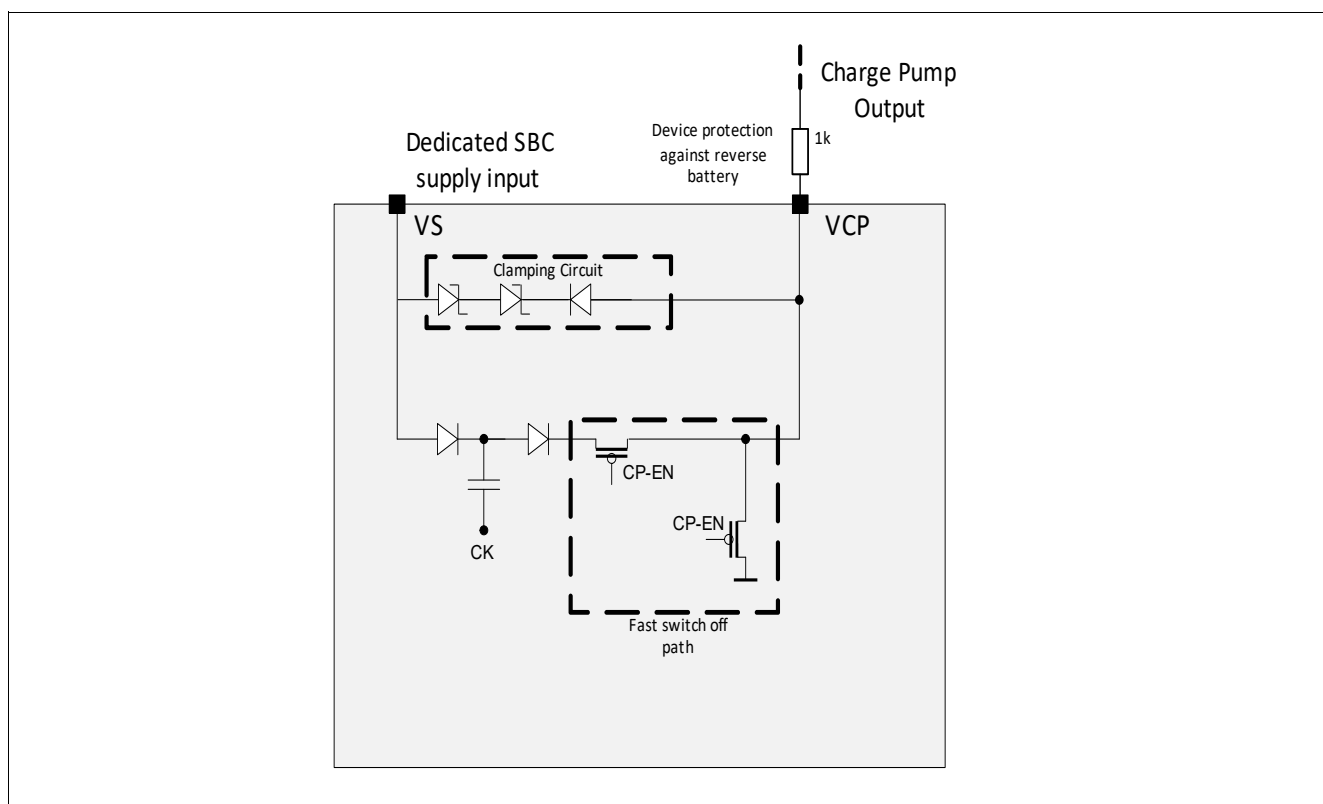 Charge Pump
Output
Device protection
against reverse
battery
1k
Dedicated SBC
supply input
VS
VCP
Clamping Circuit
CP-EN
CP-EN
CK
Fast switch off
path